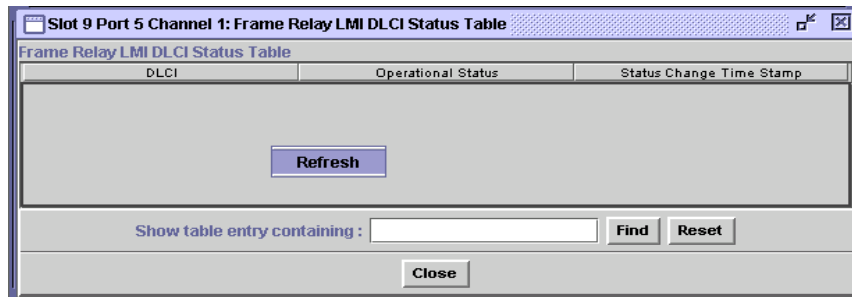 Slot 9 Port 5 Channel 1: Frame Relay LMI DLCI Status Table
Frame Relay LMI DLCI Status Table
DLCI Operational Status Status Change Time Stamp
Refresh
Show table entry containing : Find Reset
Close